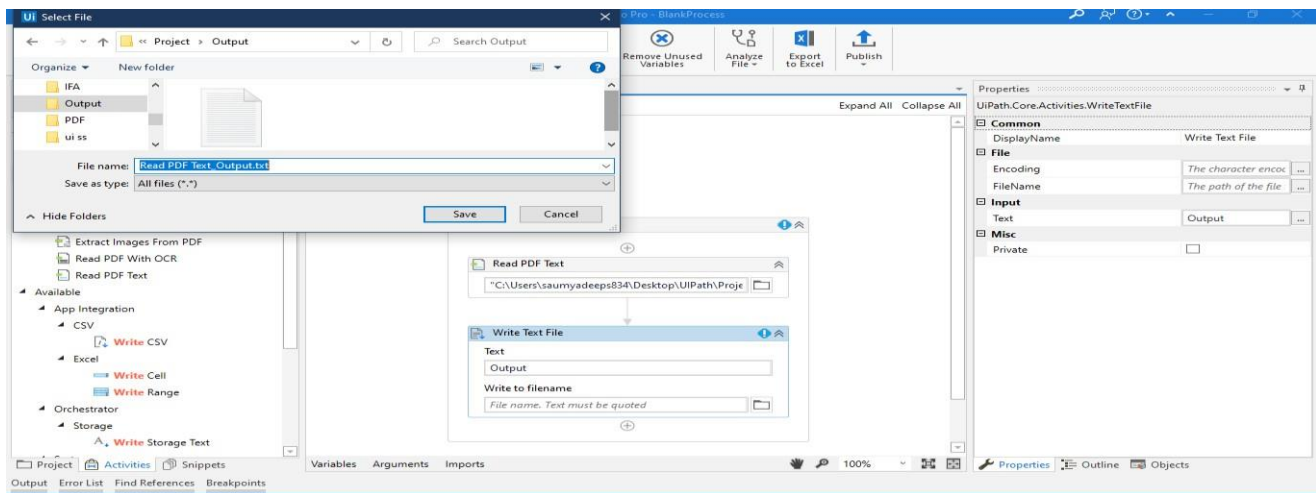 Ui Select File
o Pro - BlankProcess
« Project › Output
Search Output
Organize
New folder
IFA
Output
PDF
ui ss
File name: Read PDF Text_Output.txt
Save as type: All files (*.*)
Hide Folders
Save
Cancel
Remove Unused
Variables
Analyze
File
Export
to Excel
Publish
Expand All Collapse All
Extract Images From PDF
Read PDF With OCR
Read PDF Text
Available
App Integration
CSV
Write CSV
Excel
Write Cell
Write Range
Orchestrator
Storage
Write Storage Text
Project Activities Snippets
Read PDF Text
"C:\Users\saumyadeeps834\Desktop\UIPath\Proje
Write Text File
Text
Output
Write to filename
File name. Text must be quoted
Variables Arguments Imports
100%
Properties
UiPath.Core.Activities.WriteTextFile
Common
DisplayName Write Text File
File
Encoding The character encoc ...
FileName The path of the file ...
Input
Text Output ...
Misc
Private
Properties Outline Objects
Output Error List Find References Breakpoints